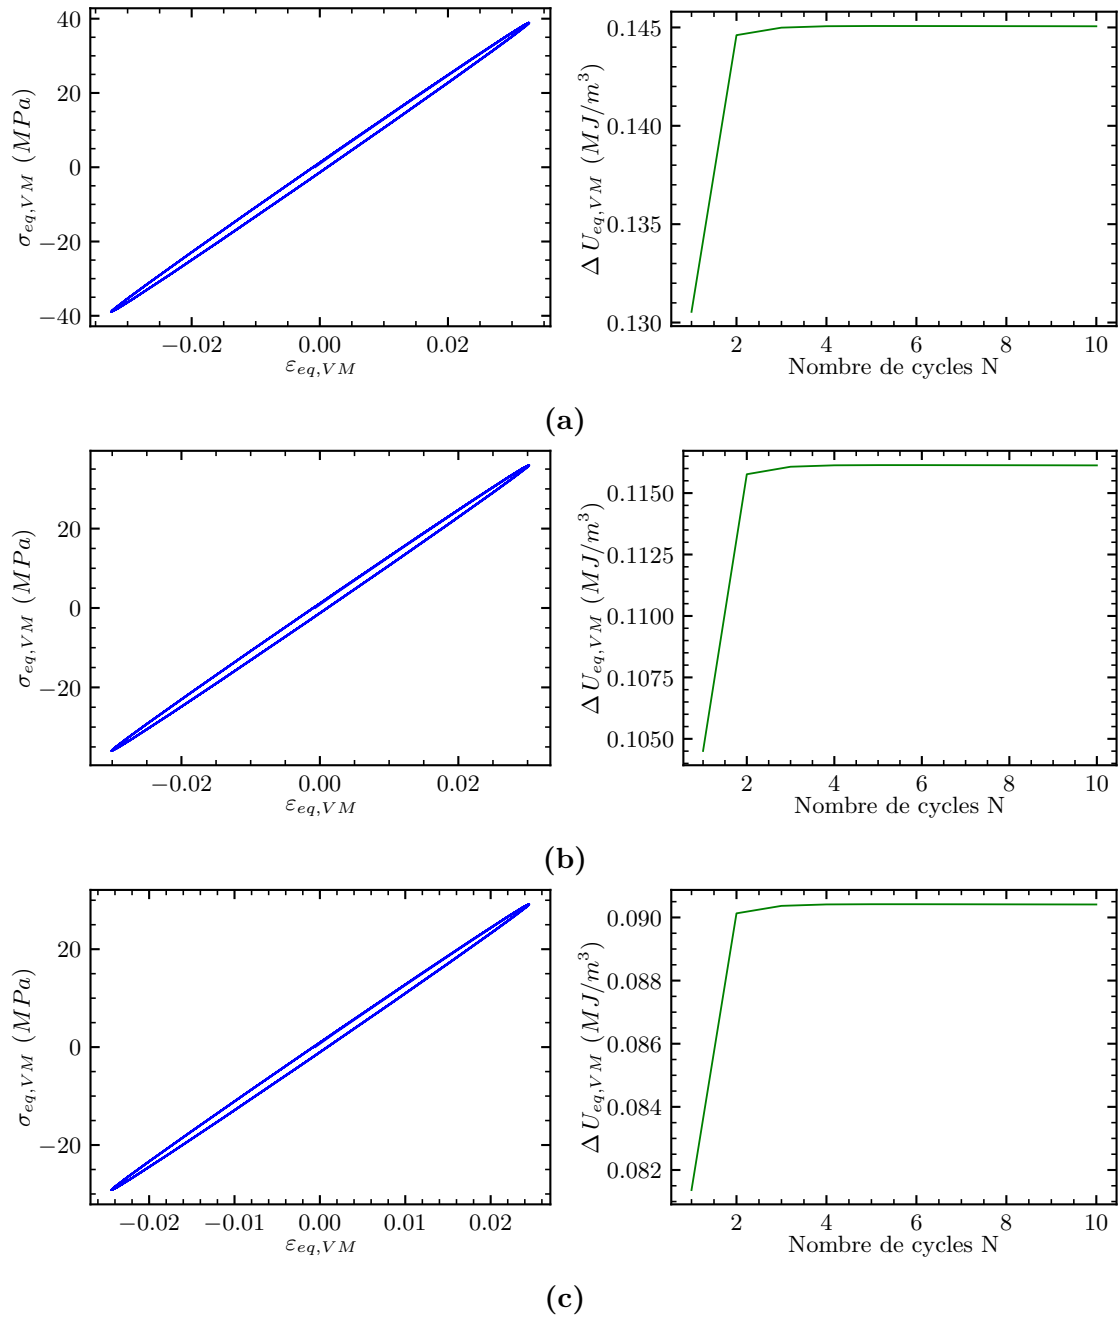 σeq,VM (MPa)
40
20
0
−20
−40
−0.02 0.00 0.02
εeq,VM
Δ Ueq,VM (MJ/m³)
0.145
0.140
0.135
0.130
2 4 6 8 10
Nombre de cycles N
(a)
σeq,VM (MPa)
20
0
−20
−0.02 0.00 0.02
εeq,VM
Δ Ueq,VM (MJ/m³)
0.1150
0.1125
0.1100
0.1075
0.1050
2 4 6 8 10
Nombre de cycles N
(b)
σeq,VM (MPa)
20
0
−20
−0.02 −0.01 0.00 0.01 0.02
εeq,VM
Δ Ueq,VM (MJ/m³)
0.090
0.088
0.086
0.084
0.082
2 4 6 8 10
Nombre de cycles N
(c)